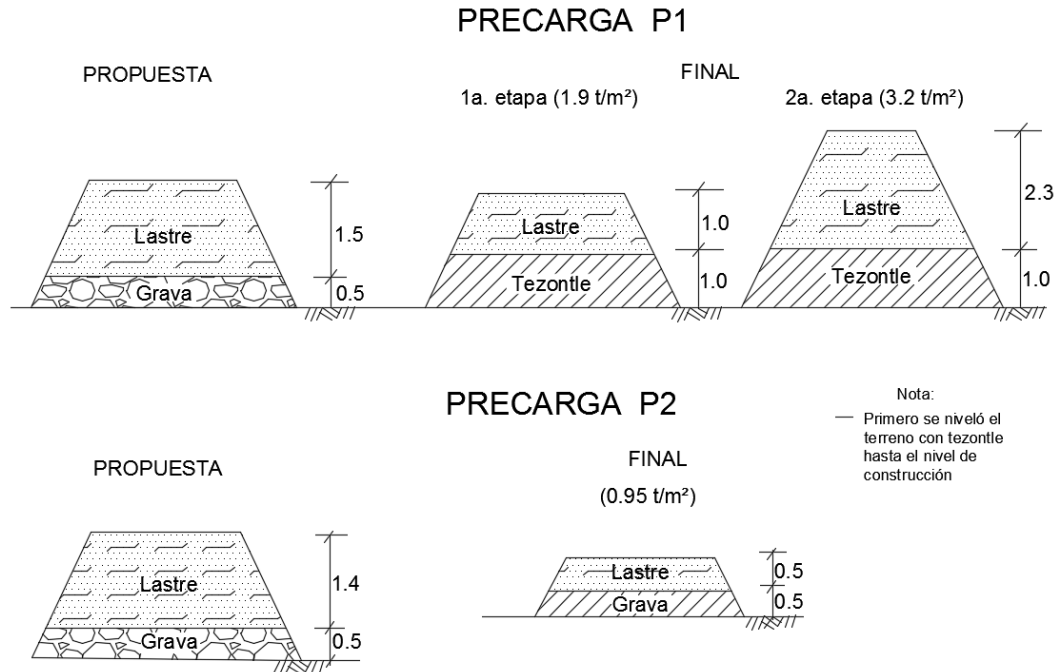 PRECARGA P1
PROPUESTA
FINAL
1a. etapa (1.9 t/m²)
2a. etapa (3.2 t/m²)
Lastre
1.5
Grava
0.5
Lastre
1.0
Tezontle
1.0
Lastre
2.3
Tezontle
1.0
PRECARGA P2
Nota:
— Primero se niveló el
terreno con tezontle
hasta el nivel de
construcción
PROPUESTA
FINAL
(0.95 t/m²)
Lastre
1.4
Grava
0.5
Lastre
0.5
Grava
0.5